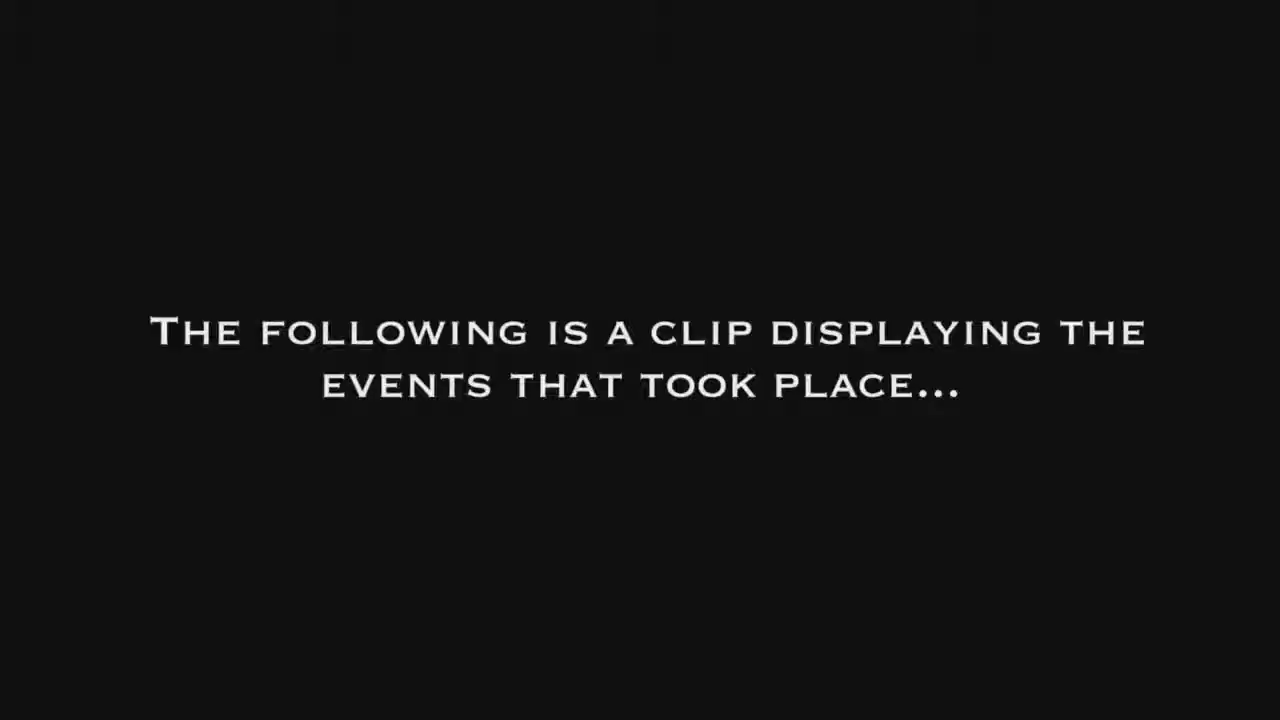 The following is a clip displaying the
events that took place...